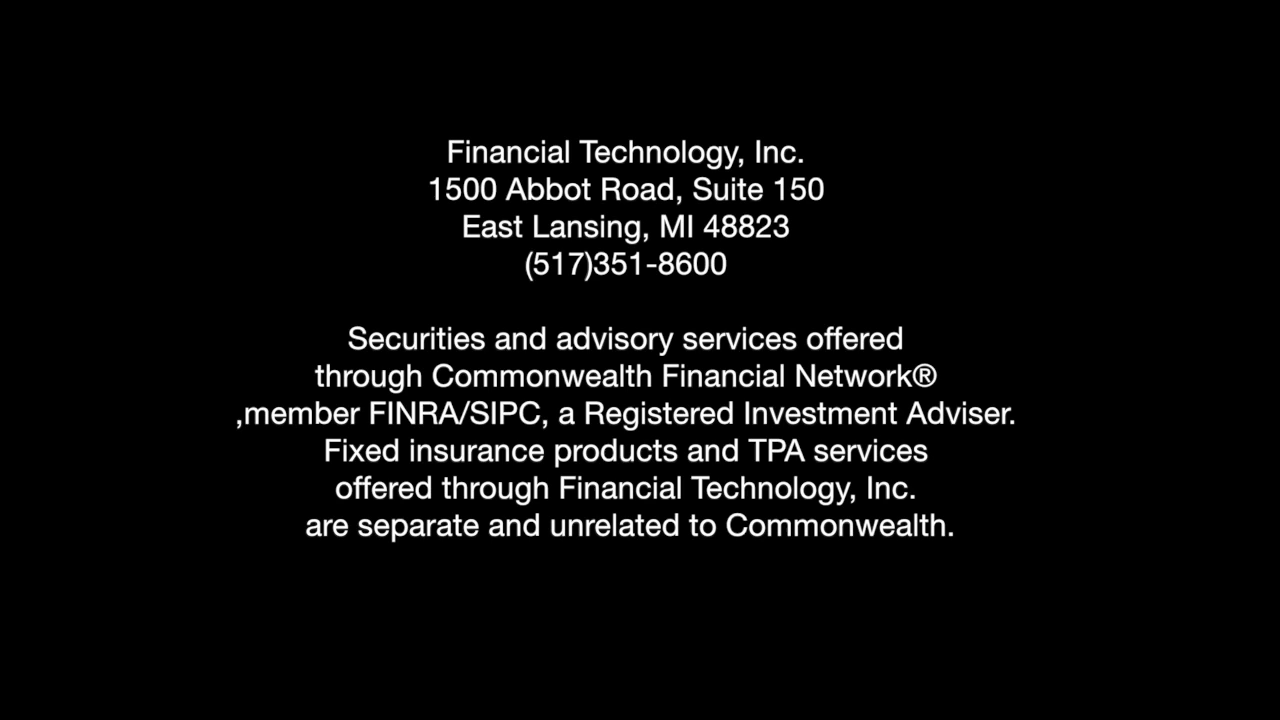 Financial Technology, Inc.
1500 Abbot Road, Suite 150
East Lansing, MI 48823
(517)351-8600
Securities and advisory services offered
through Commonwealth Financial Network®
,member FINRA/SIPC, a Registered Investment Adviser.
Fixed insurance products and TPA services
offered through Financial Technology, Inc.
are separate and unrelated to Commonwealth.